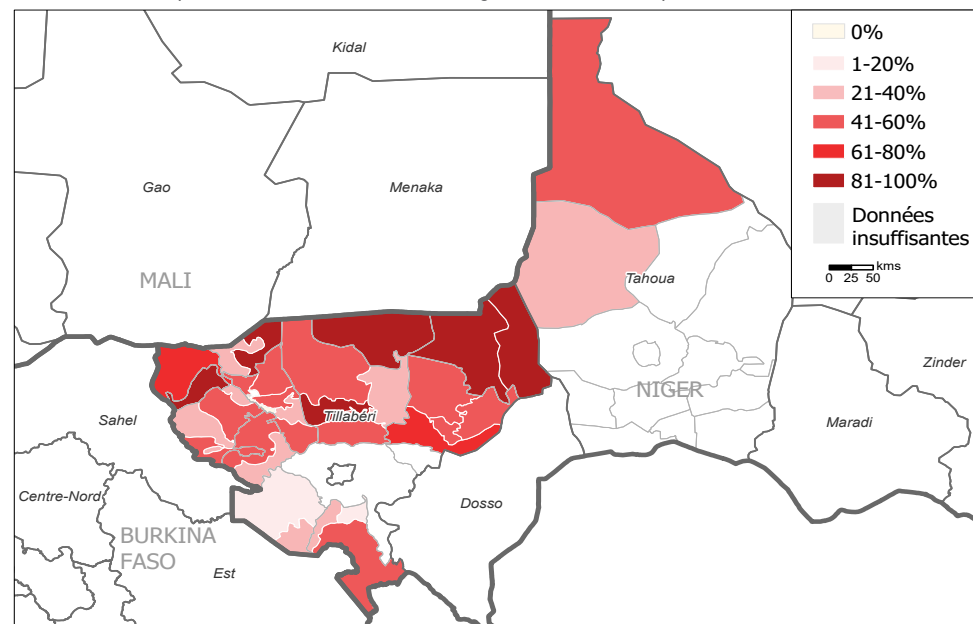 0%
1-20%
21-40%
41-60%
61-80%
81-100%
Données
insuffisantes
kms
0 25 50
Kidal
Gao
Menaka
MALI
Tahoua
Zinder
NIGER
Maradi
Tillabéri
Sahel
Centre-Nord
Dosso
BURKINA
FASO
Est